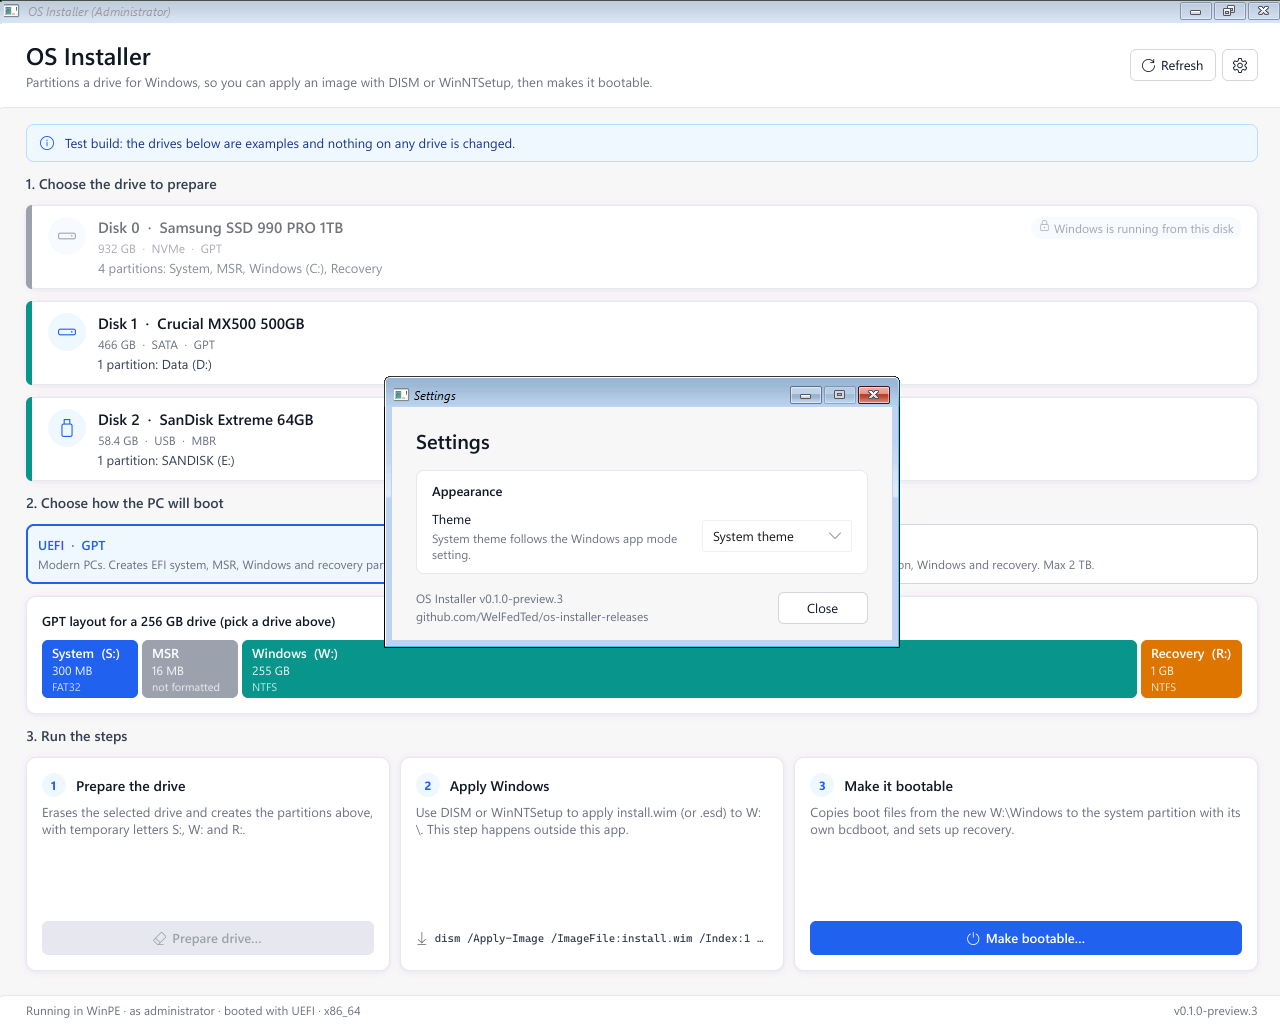 OS Installer (Administrator)
OS Installer
Partitions a drive for Windows, so you can apply an image with DISM or WinNTSetup, then makes it bootable.
Refresh
Test build: the drives below are examples and nothing on any drive is changed.
1. Choose the drive to prepare
Disk 0 · Samsung SSD 990 PRO 1TB
Windows is running from this disk
932 GB · NVMe · GPT
4 partitions: System, MSR, Windows (C:), Recovery
Disk 1 · Crucial MX500 500GB
466 GB · SATA · GPT
1 partition: Data (D:)
Disk 2 · SanDisk Extreme 64GB
58.4 GB · USB · MBR
1 partition: SANDISK (E:)
Settings
Settings
Appearance
Theme
System theme follows the Windows app mode
setting.
System theme
OS Installer v0.1.0-preview.3
github.com/WelFedTed/os-installer-releases
Close
2. Choose how the PC will boot
UEFI · GPT
Modern PCs. Creates EFI system, MSR, Windows and recovery par
on, Windows and recovery. Max 2 TB.
GPT layout for a 256 GB drive (pick a drive above)
System (S:)
300 MB
FAT32
MSR
16 MB
not formatted
Windows (W:)
255 GB
NTFS
Recovery (R:)
1 GB
NTFS
3. Run the steps
1 Prepare the drive
Erases the selected drive and creates the partitions above,
with temporary letters S:, W: and R:.
Prepare drive...
2 Apply Windows
Use DISM or WinNTSetup to apply install.wim (or .esd) to W:
\. This step happens outside this app.
dism /Apply-Image /ImageFile:install.wim /Index:1 …
3 Make it bootable
Copies boot files from the new W:\Windows to the system partition with its
own bcdboot, and sets up recovery.
Make bootable...
Running in WinPE · as administrator · booted with UEFI · x86_64
v0.1.0-preview.3